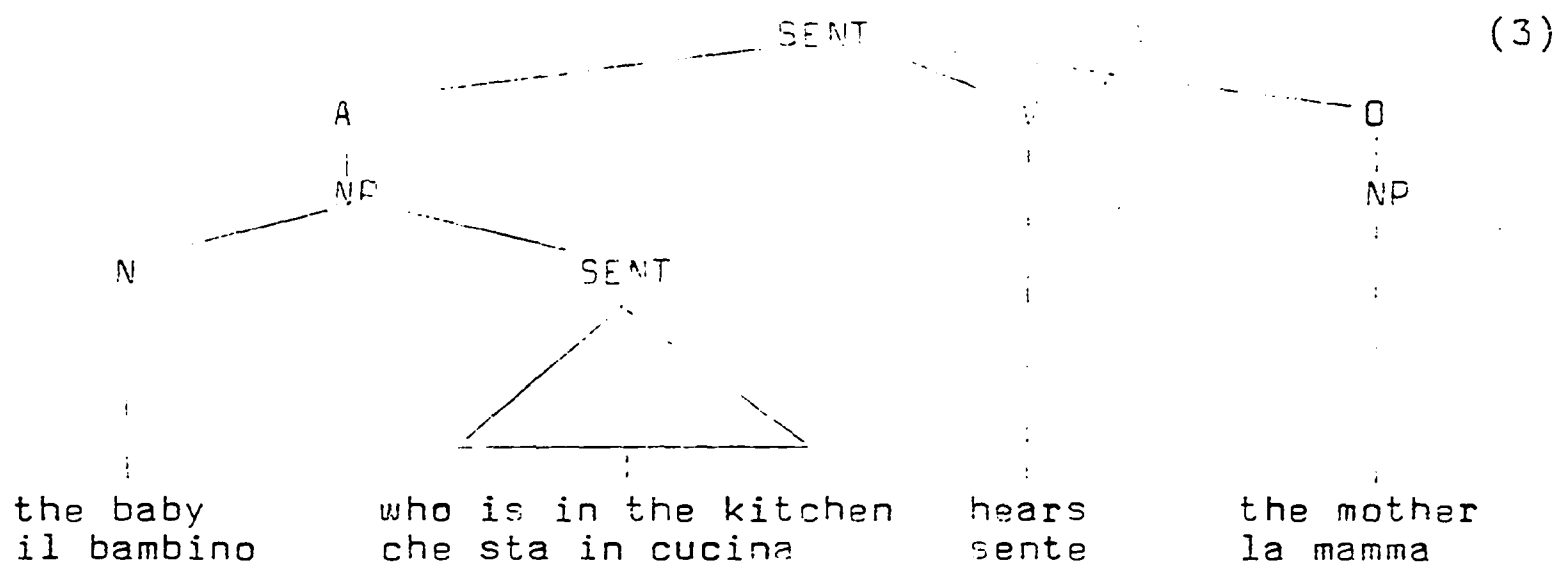 SENT (3)
A V O
NP NP
N SENT
the baby who is in the kitchen hears the mother
il bambino che sta in cucina sente la mamma